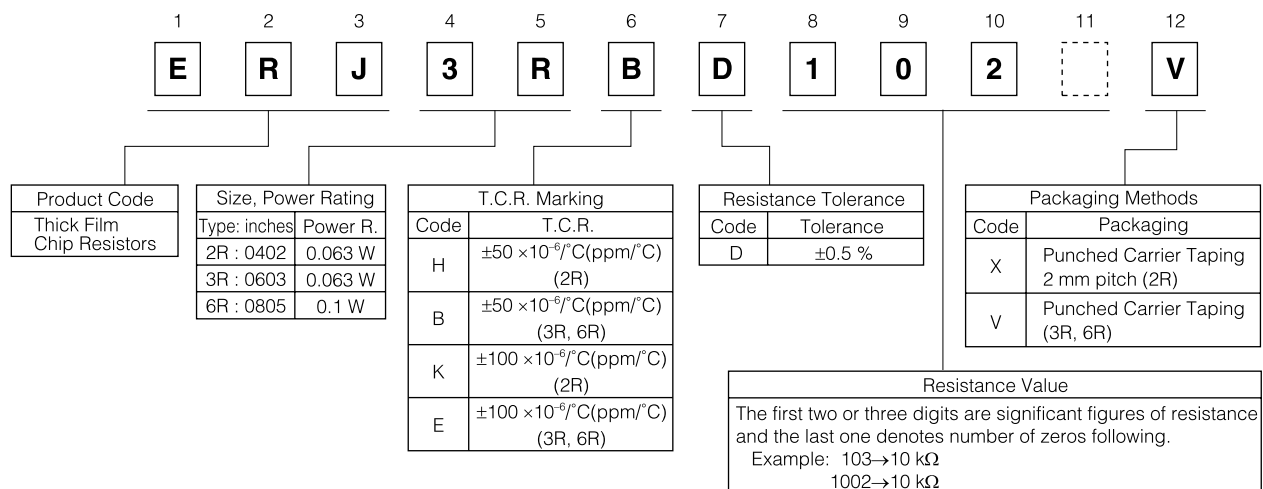 1 2 3 4 5 6 7 8 9 10 11 12
E R J 3 R B D 1 0 2 V
Product Code
Thick Film
Chip Resistors
Size, Power Rating
Type: inches Power R.
2R : 0402 0.063 W
3R : 0603 0.063 W
6R : 0805 0.1 W
T.C.R. Marking
Code T.C.R.
H ±50 ×10⁻⁶/°C(ppm/°C)
(2R)
B ±50 ×10⁻⁶/°C(ppm/°C)
(3R, 6R)
K ±100 ×10⁻⁶/°C(ppm/°C)
(2R)
E ±100 ×10⁻⁶/°C(ppm/°C)
(3R, 6R)
Resistance Tolerance
Code Tolerance
D ±0.5 %
Packaging Methods
Code Packaging
X Punched Carrier Taping
2 mm pitch (2R)
V Punched Carrier Taping
(3R, 6R)
Resistance Value
The first two or three digits are significant figures of resistance
and the last one denotes number of zeros following.
Example: 103→10 kΩ
1002→10 kΩ